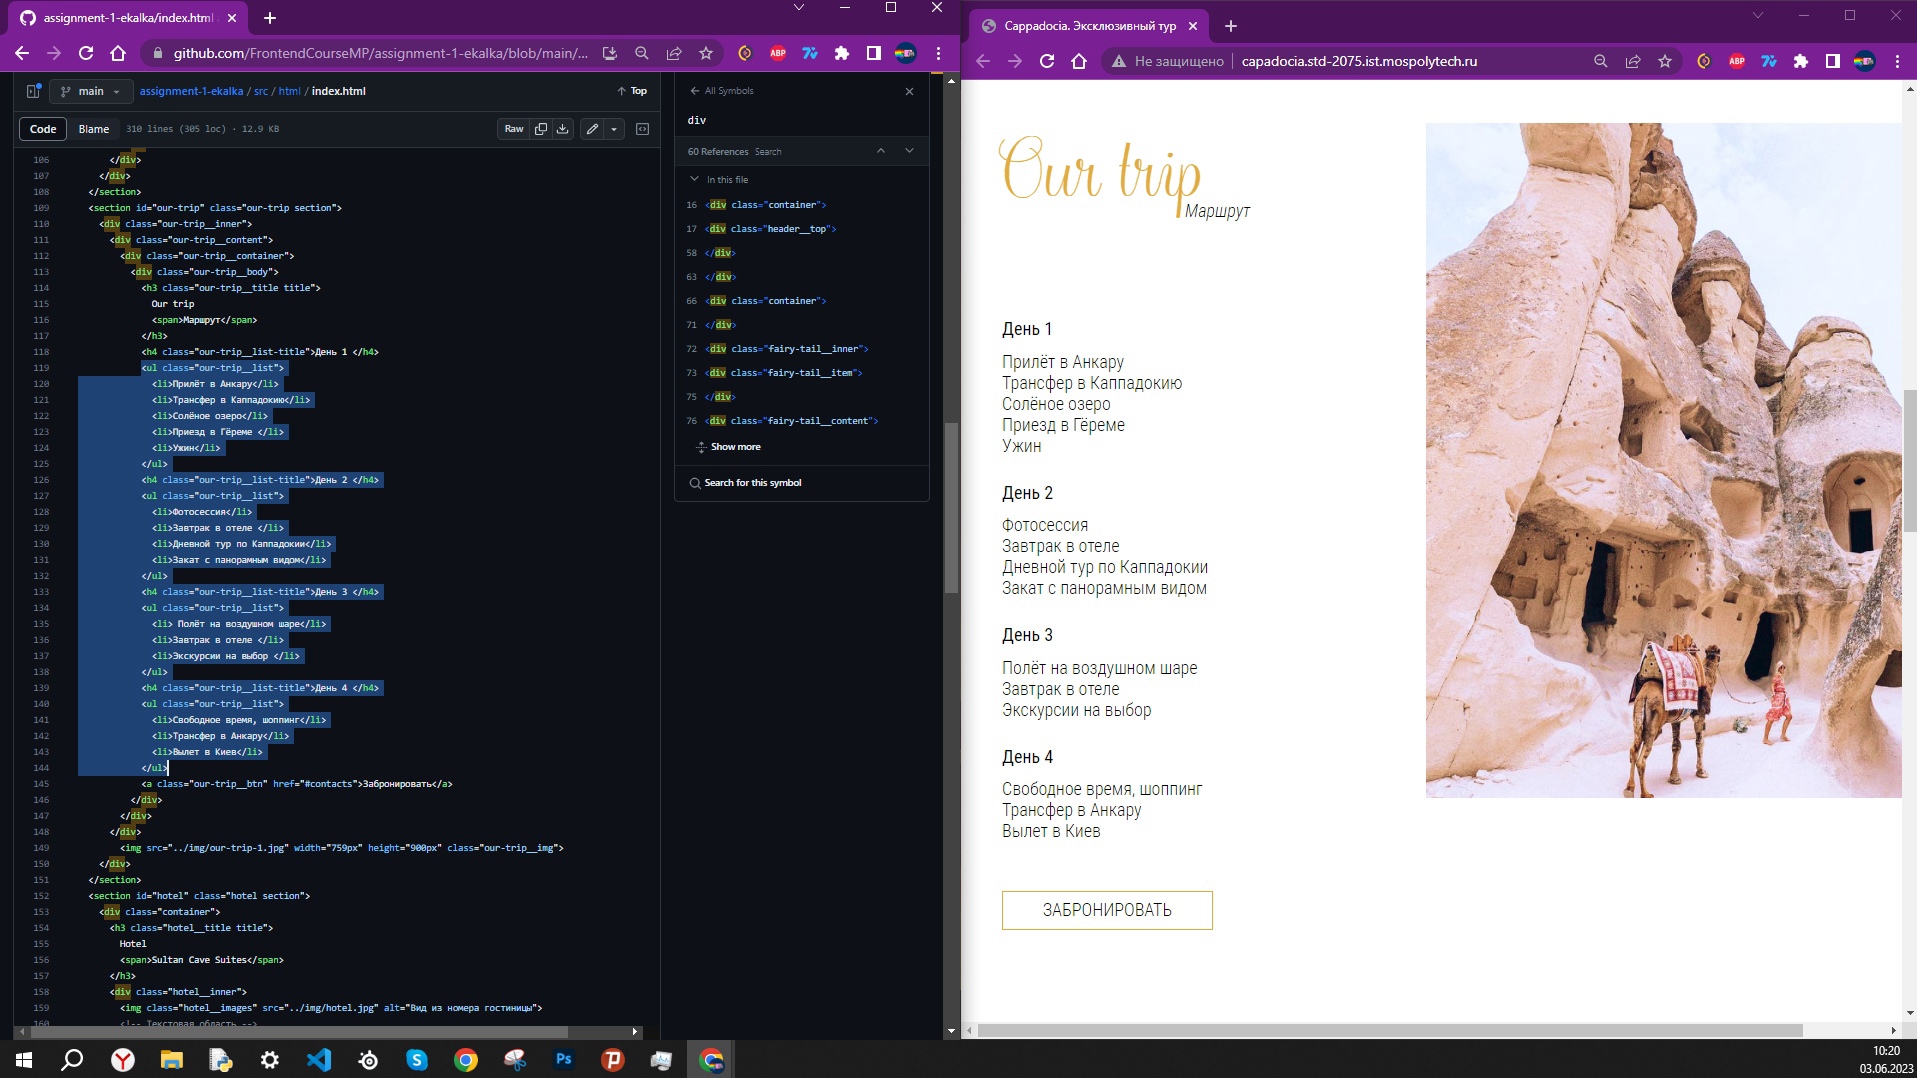 assignment-1-ekalka/index.html
github.com/FrontendCourseMP/assignment-1-ekalka/blob/main/...
main
assignment-1-ekalka / src / html / index.html
Top
Code
Blame
310 lines (305 loc) · 12.9 KB
Raw
106 </div>
107 </div>
108 </section>
109 <section id="our-trip" class="our-trip section">
110 <div class="our-trip__inner">
111 <div class="our-trip__content">
112 <div class="our-trip__container">
113 <div class="our-trip__body">
114 <h3 class="our-trip__title title">
115 Our trip
116 <span>Маршрут</span>
117 </h3>
118 <h4 class="our-trip__list-title">День 1 </h4>
119 <ul class="our-trip__list">
120 <li>Прилёт в Анкару</li>
121 <li>Трансфер в Каппадокию</li>
122 <li>Солёное озеро</li>
123 <li>Приезд в Гёреме </li>
124 <li>Ужин</li>
125 </ul>
126 <h4 class="our-trip__list-title">День 2 </h4>
127 <ul class="our-trip__list">
128 <li>Фотосессия</li>
129 <li>Завтрак в отеле </li>
130 <li>Дневной тур по Каппадокии</li>
131 <li>Закат с панорамным видом</li>
132 </ul>
133 <h4 class="our-trip__list-title">День 3 </h4>
134 <ul class="our-trip__list">
135 <li> Полёт на воздушном шаре</li>
136 <li>Завтрак в отеле </li>
137 <li>Экскурсии на выбор </li>
138 </ul>
139 <h4 class="our-trip__list-title">День 4 </h4>
140 <ul class="our-trip__list">
141 <li>Свободное время, шоппинг</li>
142 <li>Трансфер в Анкару</li>
143 <li>Вылет в Киев</li>
144 </ul>
145 <a class="our-trip__btn" href="#contacts">Забронировать</a>
146 </div>
147 </div>
148 </div>
149 <img src="../img/our-trip-1.jpg" width="759px" height="900px" class="our-trip__img">
150 </div>
151 </section>
152 <section id="hotel" class="hotel section">
153 <div class="container">
154 <h3 class="hotel__title title">
155 Hotel
156 <span>Sultan Cave Suites</span>
157 </h3>
158 <div class="hotel__inner">
159 <img class="hotel__images" src="../img/hotel.jpg" alt="Вид из номера гостиницы">
160 <!-- Текстовая область -->
All Symbols
div
60 References Search
In this file
16 <div class="container">
17 <div class="header__top">
58 </div>
63 </div>
66 <div class="container">
71 </div>
72 <div class="fairy-tail__inner">
73 <div class="fairy-tail__item">
75 </div>
76 <div class="fairy-tail__content">
Show more
Search for this symbol
Cappadocia. Эксклюзивный тур
Не защищено
capadocia.std-2075.ist.mospolytech.ru
ABP
ABP
Our trip
Маршрут
День 1
Прилёт в Анкару
Трансфер в Каппадокию
Солёное озеро
Приезд в Гёреме
Ужин
День 2
Фотосессия
Завтрак в отеле
Дневной тур по Каппадокии
Закат с панорамным видом
День 3
Полёт на воздушном шаре
Завтрак в отеле
Экскурсии на выбор
День 4
Свободное время, шоппинг
Трансфер в Анкару
Вылет в Киев
ЗАБРОНИРОВАТЬ
Ps
10:20
03.06.2023